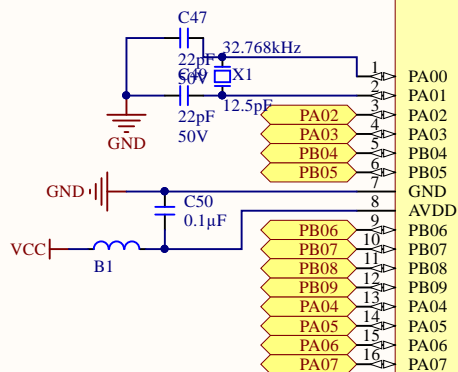 C47
22pF
50V
32.768kHz
C49
X1
22pF
50V
12.5pF
GND
1 PA00
2 PA01
PA02 3 PA02
PA03 4 PA03
PB04 5 PB04
PB05 6 PB05
GND 7 GND
C50
0.1µF
8 AVDD
VCC
B1
PB06 9 PB06
PB07 10 PB07
PB08 11 PB08
PB09 12 PB09
PA04 13 PA04
PA05 14 PA05
PA06 15 PA06
PA07 16 PA07